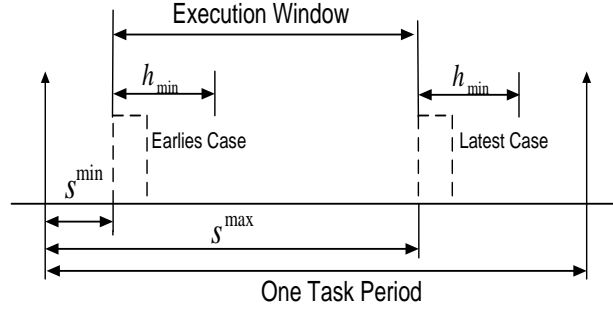 Execution Window
h_min
h_min
Earlies Case
Latest Case
s^min
s^max
One Task Period